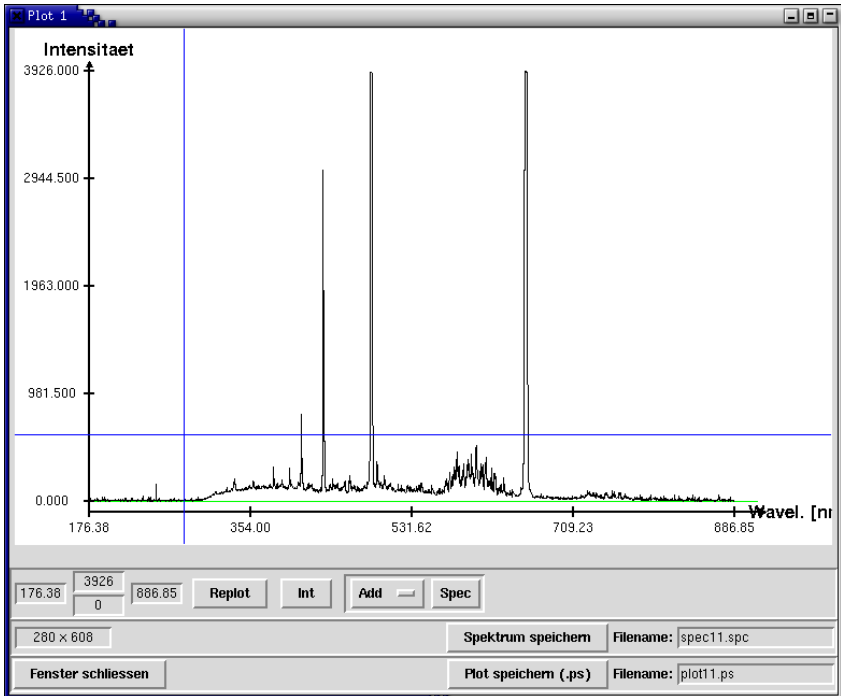 Plot 1
Intensitaet
3926.000
2944.500
1963.000
981.500
0.000
176.38 354.00 531.62 709.23 886.85
Wavel. [nm
176.38 3926 0 886.85 Replot Int Add Spec
280 × 608 Spektrum speichern Filename: spec11.spc
Fenster schliessen Plot speichern (.ps) Filename: plot11.ps